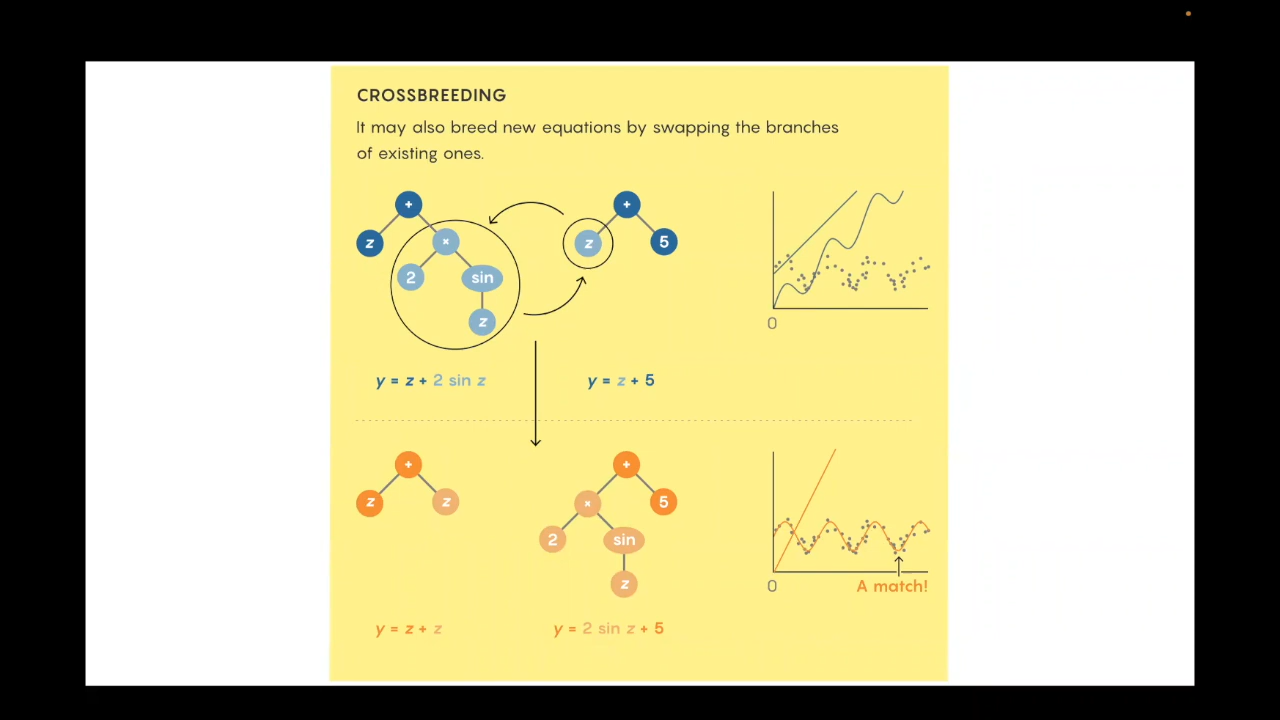 CROSSBREEDING
It may also breed new equations by swapping the branches
of existing ones.
+
+
z
×
z
5
2
sin
z
0
y = z + 2 sin z
y = z + 5
+
+
z
z
×
5
2
sin
z
0
A match!
y = z + z
y = 2 sin z + 5